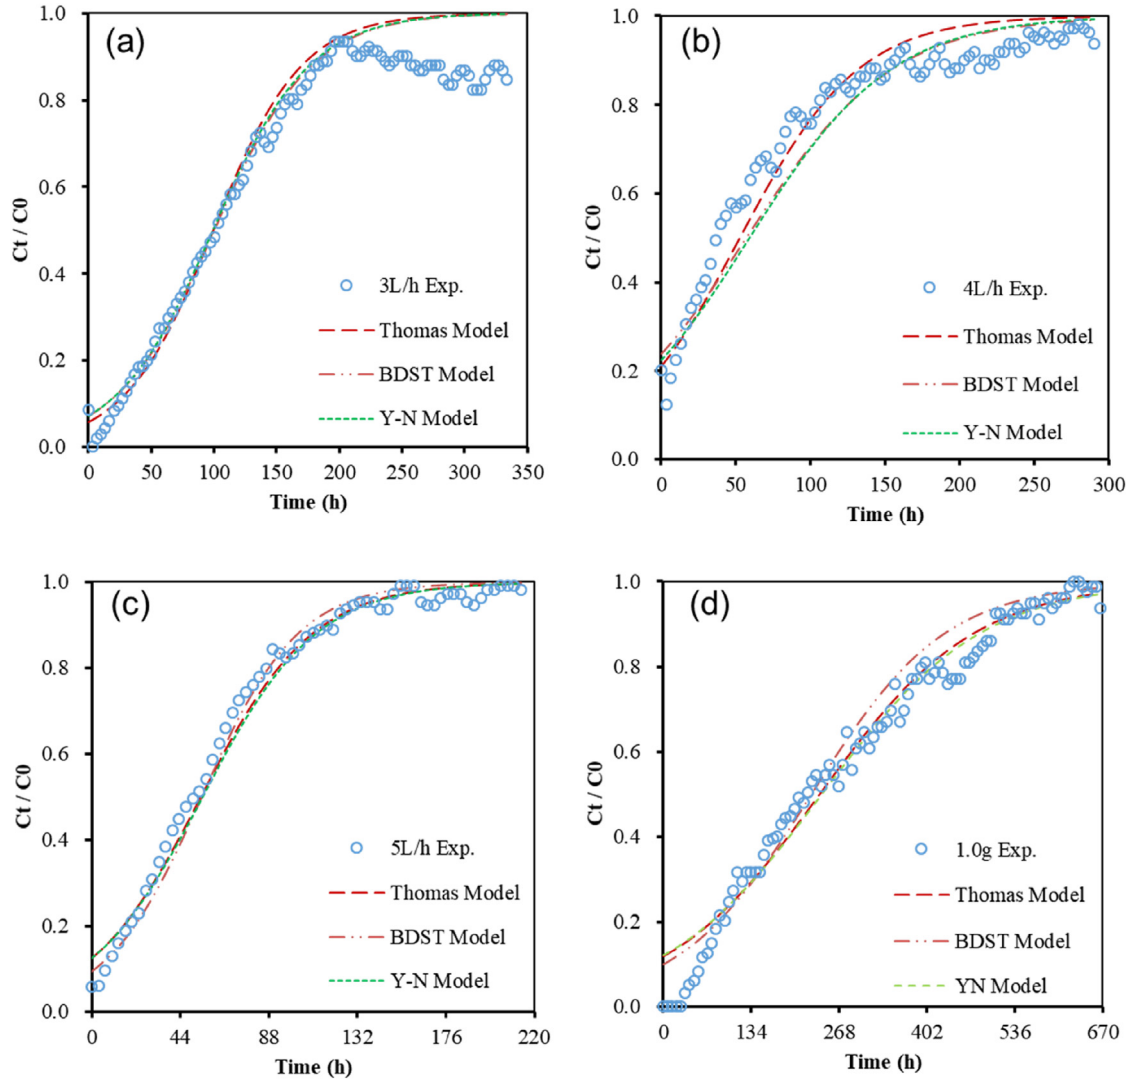 (a)
Ct / C0
1.0
0.8
0.6
0.4
0.2
0.0
3L/h Exp.
Thomas Model
BDST Model
Y-N Model
0 50 100 150 200 250 300 350
Time (h)
(b)
Ct / C0
1.0
0.8
0.6
0.4
0.2
0.0
4L/h Exp.
Thomas Model
BDST Model
Y-N Model
0 50 100 150 200 250 300
Time (h)
(c)
Ct / C0
1.0
0.8
0.6
0.4
0.2
0.0
5L/h Exp.
Thomas Model
BDST Model
Y-N Model
0 44 88 132 176 220
Time (h)
(d)
Ct / C0
1.0
0.8
0.6
0.4
0.2
0.0
1.0g Exp.
Thomas Model
BDST Model
YN Model
0 134 268 402 536 670
Time (h)